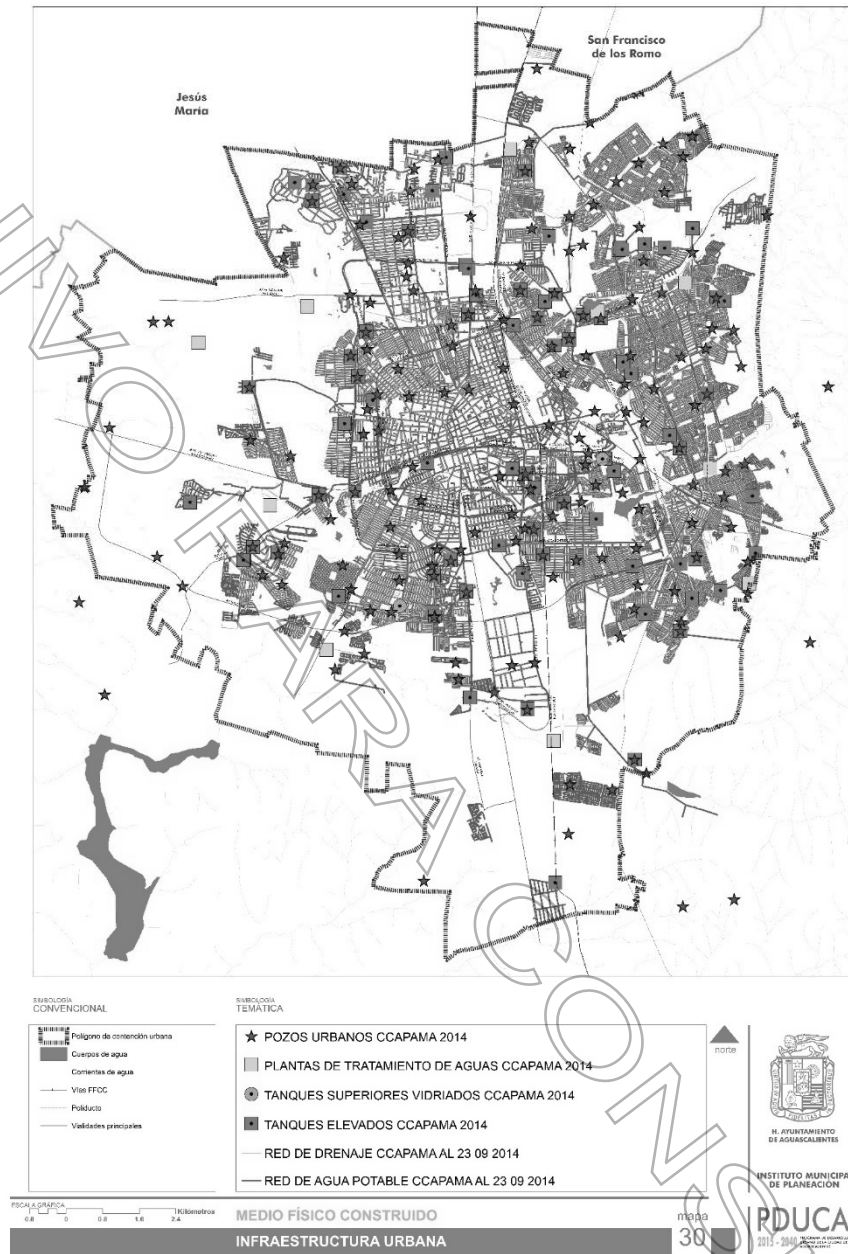 San Francisco
de los Romo
Jesús
María
SIMBOLOGÍA
CONVENCIONAL
Polígono de contención urbana
Cuerpos de agua
Corrientes de agua
Vías FFCC
Poliducto
Vialidades principales
SIMBOLOGÍA
TEMÁTICA
POZOS URBANOS CCAPAMA 2014
PLANTAS DE TRATAMIENTO DE AGUAS CCAPAMA 2014
TANQUES SUPERIORES VIDRIADOS CCAPAMA 2014
TANQUES ELEVADOS CCAPAMA 2014
RED DE DRENAJE CCAPAMA AL 23 09 2014
RED DE AGUA POTABLE CCAPAMA AL 23 09 2014
norte
H. AYUNTAMIENTO
DE AGUASCALIENTES
INSTITUTO MUNICIPA
DE PLANEACIÓN
ESCALA GRÁFICA
Kilómetros
0.8 0 0.8 1.6 2.4
MEDIO FÍSICO CONSTRUIDO
INFRAESTRUCTURA URBANA
mapa
30
PDUCA
2015 - 2040
PARA CONS